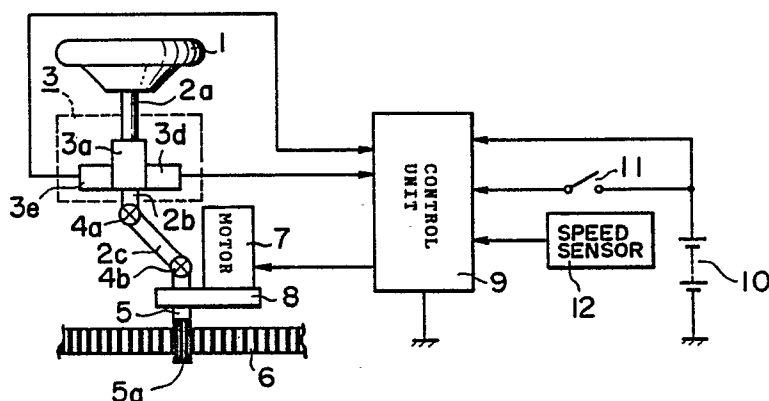 1
3
2a
3a
3d
3e
2b
4a
2c
4b
MOTOR
7
8
5
6
5a
CONTROL
UNIT
9
11
SPEED
SENSOR
12
10